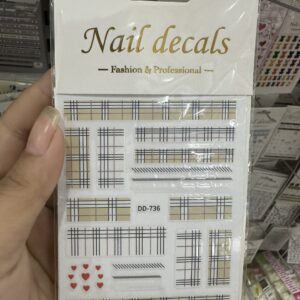 Nail decals
— Fashion & Professional —
DD-736